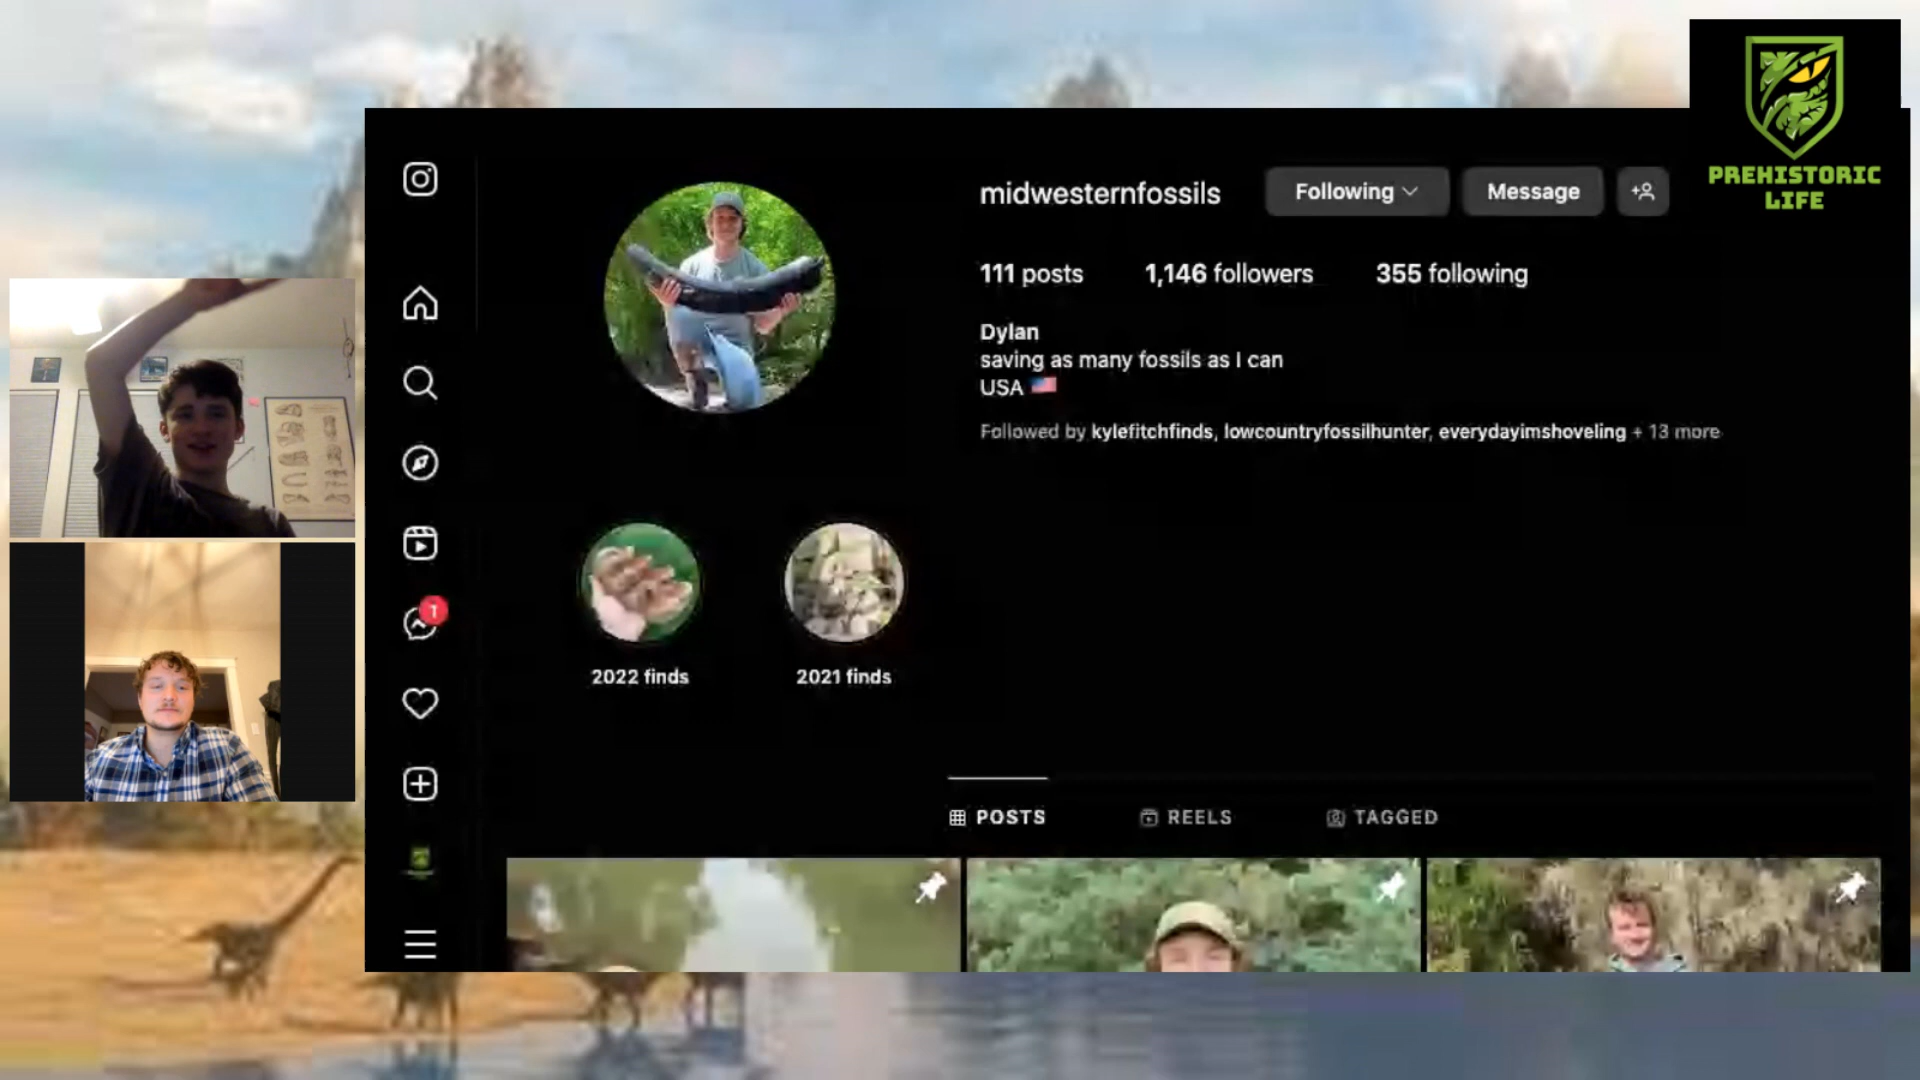 PREHISTORIC
LIFE
midwesternfossils
Following
Message
111 posts
1,146 followers
355 following
Dylan
saving as many fossils as I can
USA 🇺🇸
Followed by kylefitchfinds, lowcountryfossilhunter, everydayimshoveling + 13 more
1
2022 finds
2021 finds
POSTS
REELS
TAGGED